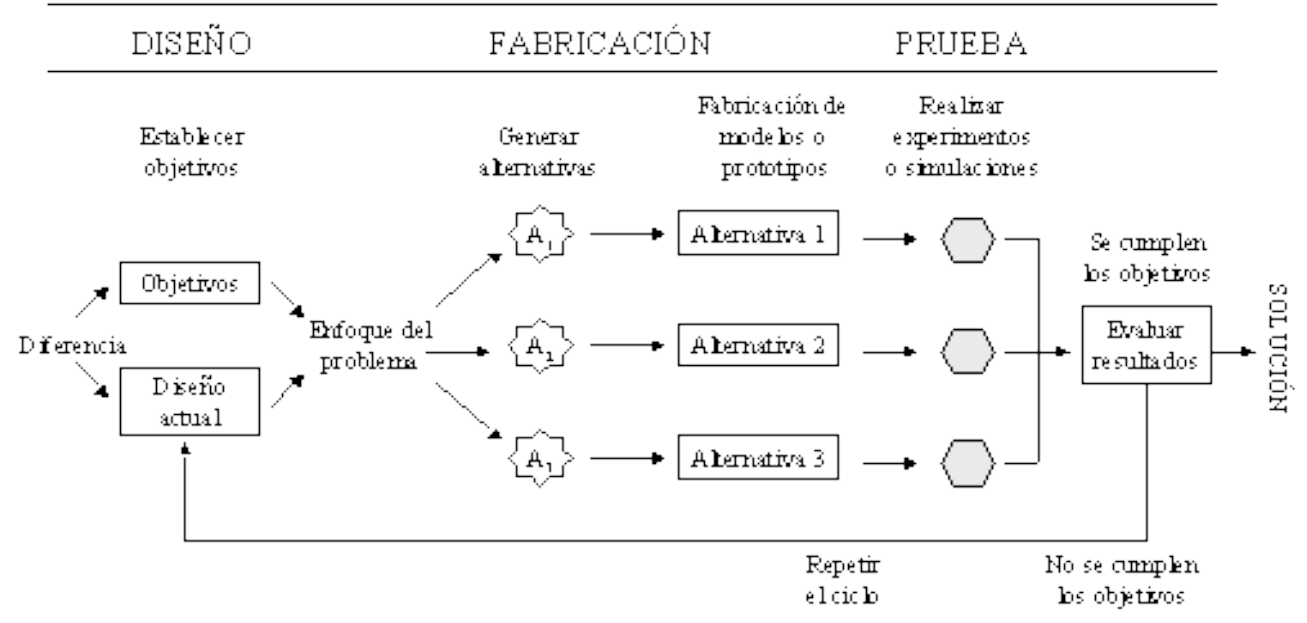 DISEÑO
FABRICACIÓN
PRUEBA
Establecer
objetivos
Generar
alternativas
Fabricación de
modelos o
prototipos
Realizar
experimentos
o simulaciones
Diferencia
Objetivos
Diseño
actual
Enfoque del
problema
A1
A1
A1
Alternativa 1
Alternativa 2
Alternativa 3
Se cumplen
los objetivos
Evaluar
resultados
SOLUCIÓN
Repetir
el ciclo
No se cumplen
los objetivos